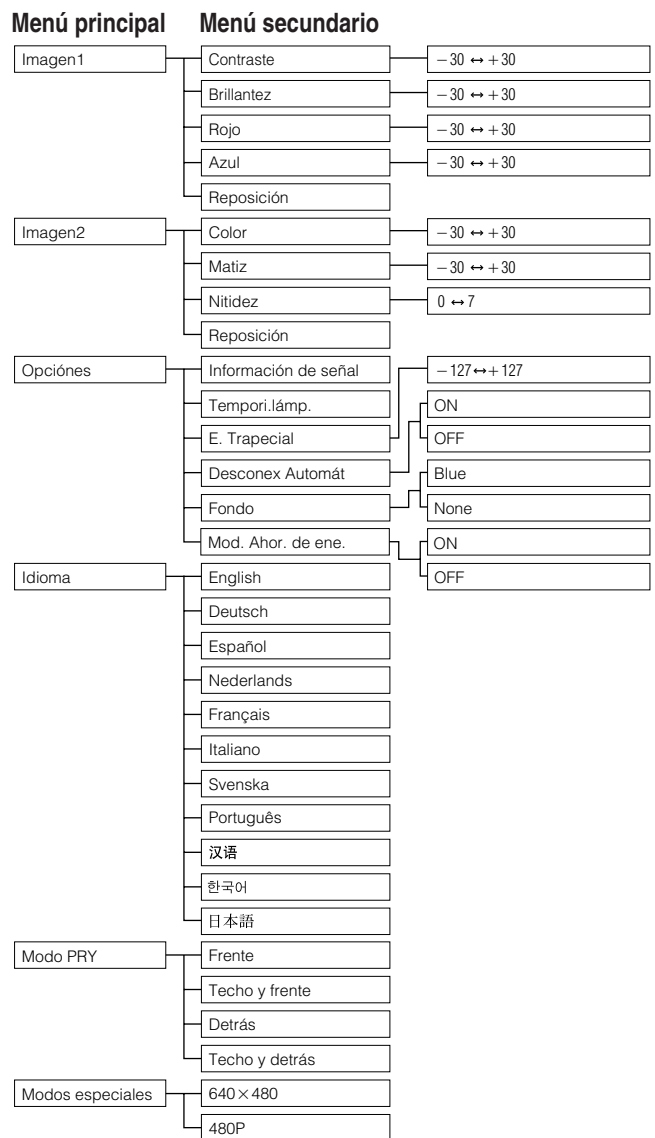 Menú principal Menú secundario
Imagen1 Contraste −30 ↔ +30
Brillantez −30 ↔ +30
Rojo −30 ↔ +30
Azul −30 ↔ +30
Reposición
Imagen2 Color −30 ↔ +30
Matiz −30 ↔ +30
Nitidez 0 ↔ 7
Reposición
Opciónes Información de señal −127↔+127
Tempori.lámp. ON
E. Trapecial OFF
Desconex Automát Blue
Fondo None
Mod. Ahor. de ene. ON
Idioma English OFF
Deutsch
Español
Nederlands
Français
Italiano
Svenska
Português
汉语
한국어
日本語
Modo PRY Frente
Techo y frente
Detrás
Techo y detrás
Modos especiales 640×480
480P